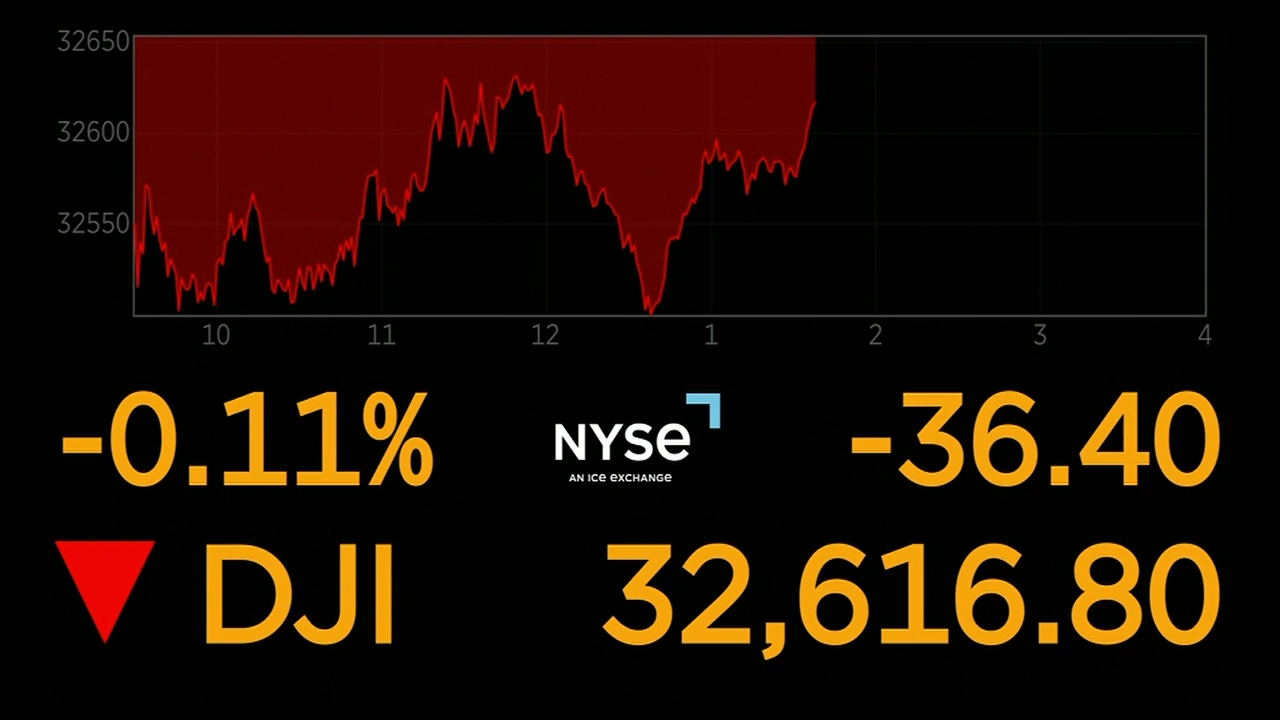 32650
32600
32550
10 11 12 1 2 3 4
-0.11% NYSE -36.40
AN ICE EXCHANGE
DJI 32,616.80